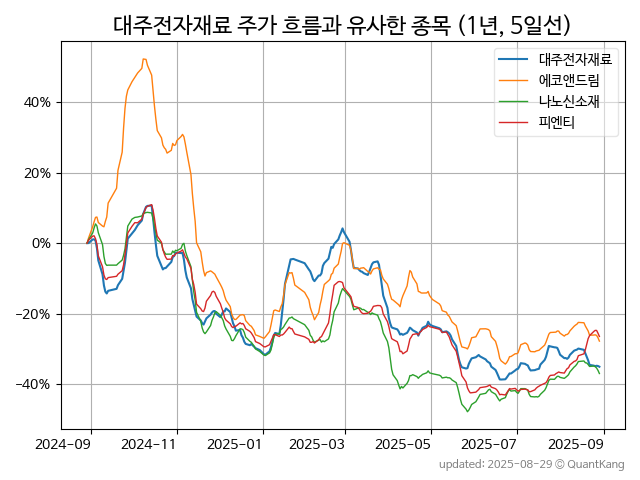 대주전자재료 주가 흐름과 유사한 종목 (1년, 5일선)
대주전자재료
에코앤드림
나노신소재
피엔티
40%
20%
0%
−20%
−40%
2024-09 2024-11 2025-01 2025-03 2025-05 2025-07 2025-09
updated: 2025-08-29 © QuantKang